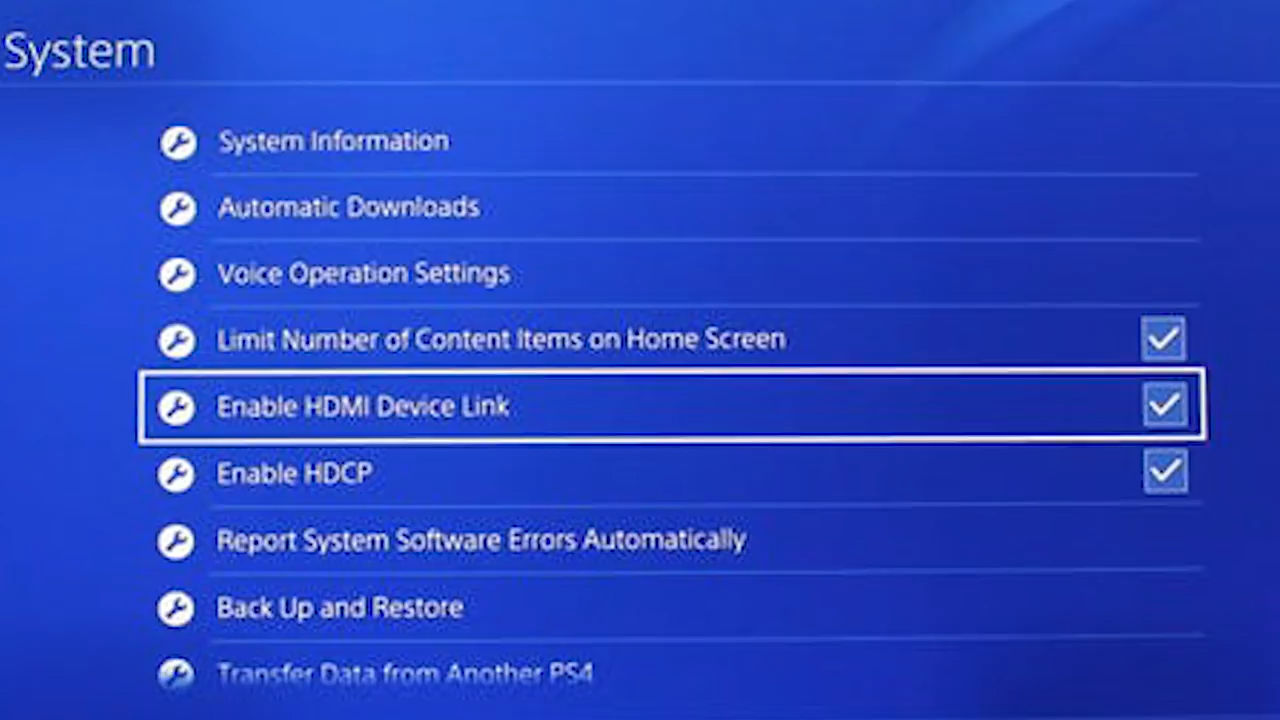 System
System Information
Automatic Downloads
Voice Operation Settings
Limit Number of Content Items on Home Screen
Enable HDMI Device Link
Enable HDCP
Report System Software Errors Automatically
Back Up and Restore
Transfer Data from Another PS4